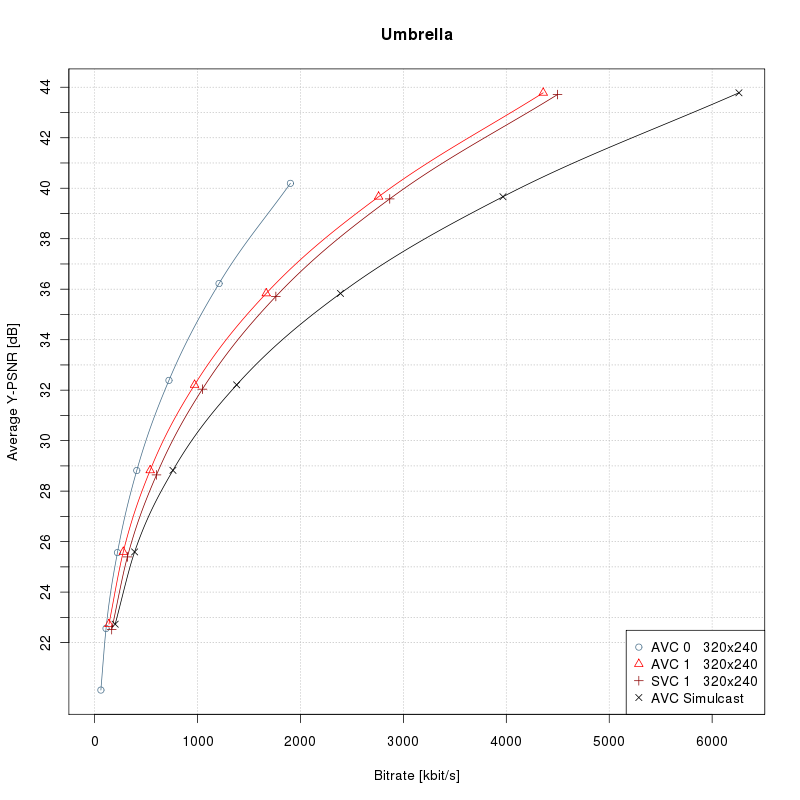 Umbrella
Average Y-PSNR [dB]
44
42
40
38
36
34
32
30
28
26
24
22
0 1000 2000 3000 4000 5000 6000
Bitrate [kbit/s]
AVC 0 320x240
AVC 1 320x240
SVC 1 320x240
AVC Simulcast